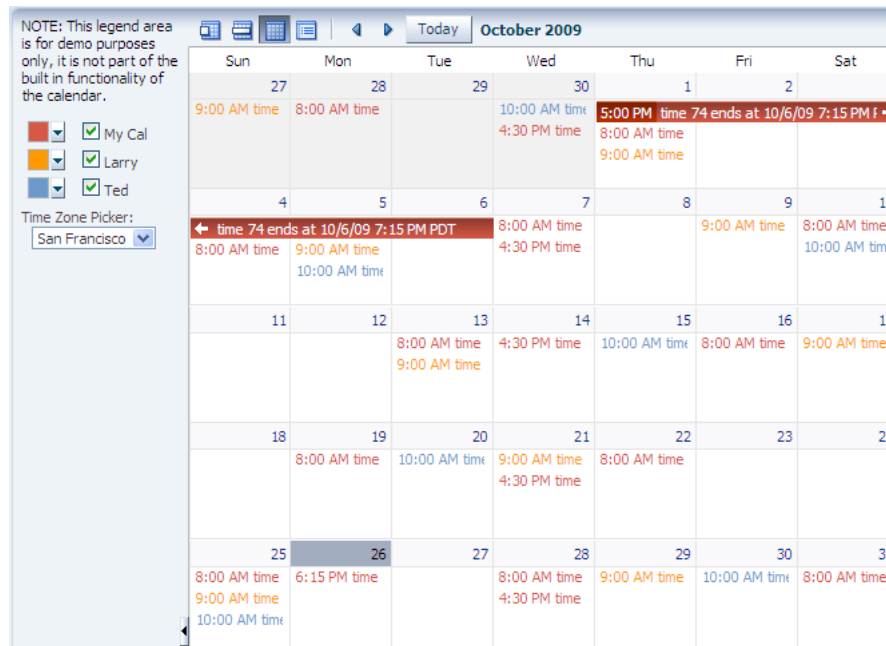 NOTE: This legend area
is for demo purposes
only, it is not part of the
built in functionality of
the calendar.
My Cal
Larry
Ted
Time Zone Picker:
San Francisco
Today October 2009
Sun Mon Tue Wed Thu Fri Sat
27 28 29 30 1 2
9:00 AM time 8:00 AM time 10:00 AM time 5:00 PM time 74 ends at 10/6/09 7:15 PM
4:30 PM time 8:00 AM time
9:00 AM time
4 5 6 7 8 9 1
time 74 ends at 10/6/09 7:15 PM PDT 8:00 AM time 9:00 AM time 8:00 AM time
8:00 AM time 9:00 AM time 4:30 PM time 10:00 AM tim
10:00 AM time
11 12 13 14 15 16 1
8:00 AM time 4:30 PM time 10:00 AM time 8:00 AM time 9:00 AM time
9:00 AM time
18 19 20 21 22 23 2
8:00 AM time 10:00 AM time 9:00 AM time 8:00 AM time
4:30 PM time
25 26 27 28 29 30 3
8:00 AM time 6:15 PM time 8:00 AM time 9:00 AM time 10:00 AM time 8:00 AM time
9:00 AM time 4:30 PM time
10:00 AM time